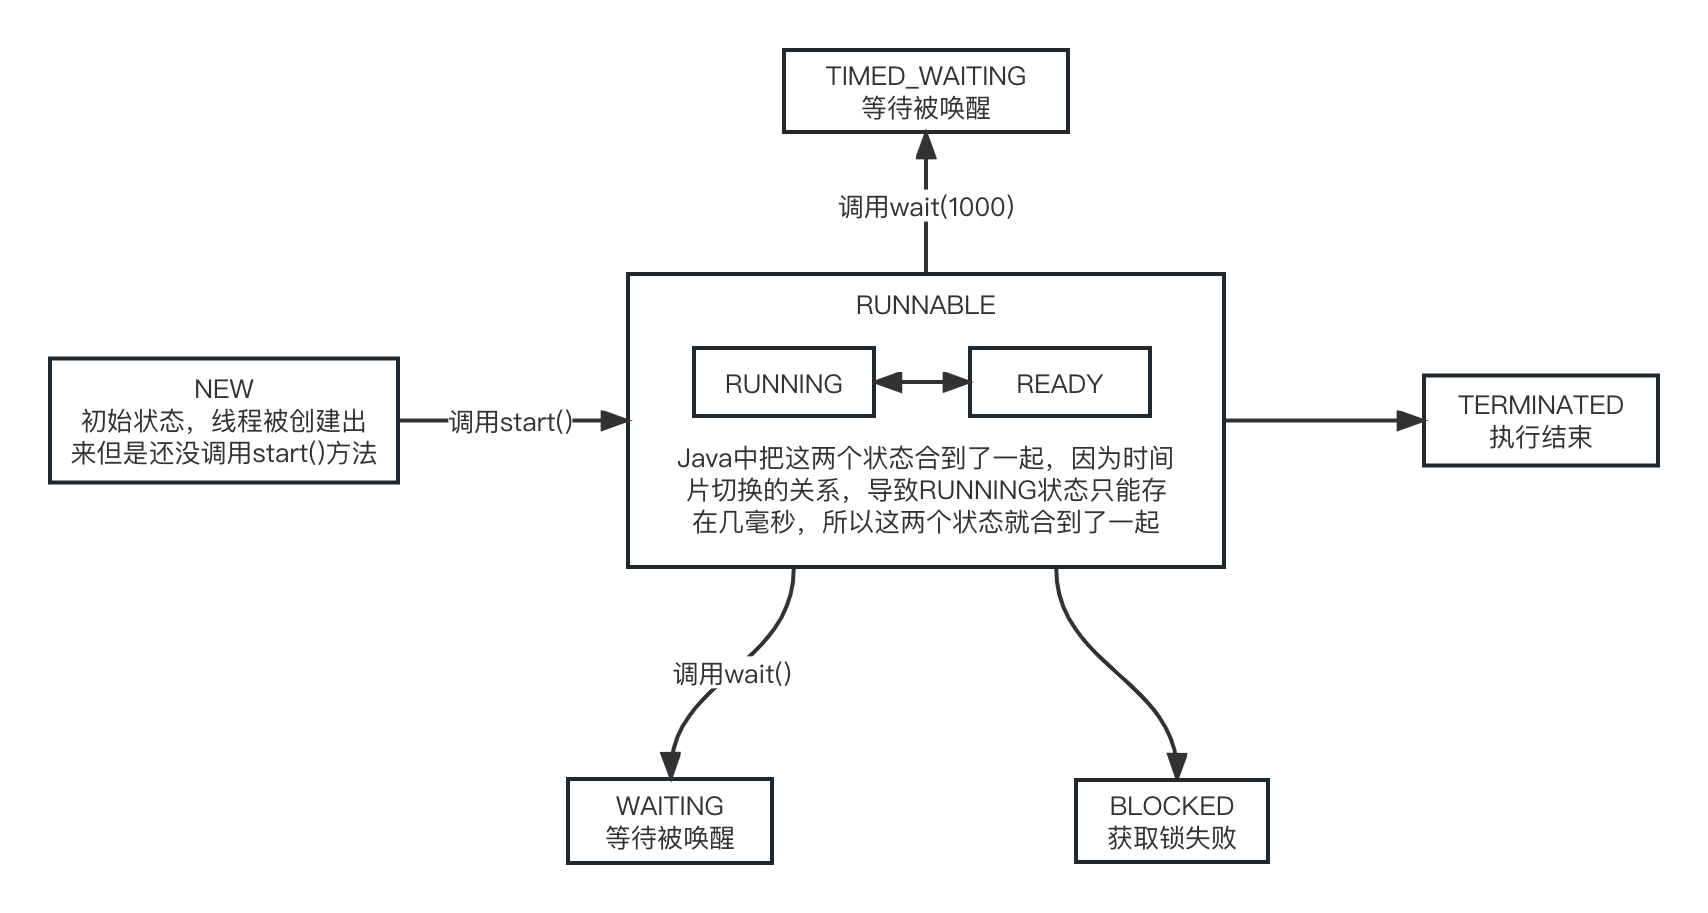 TIMED_WAITING
等待被唤醒
调用wait(1000)
RUNNABLE
RUNNING
READY
NEW
初始状态，线程被创建出
来但是还没调用start()方法
调用start()
Java中把这两个状态合到了一起，因为时间
片切换的关系，导致RUNNING状态只能存
在几毫秒，所以这两个状态就合到了一起
TERMINATED
执行结束
调用wait()
WAITING
等待被唤醒
BLOCKED
获取锁失败